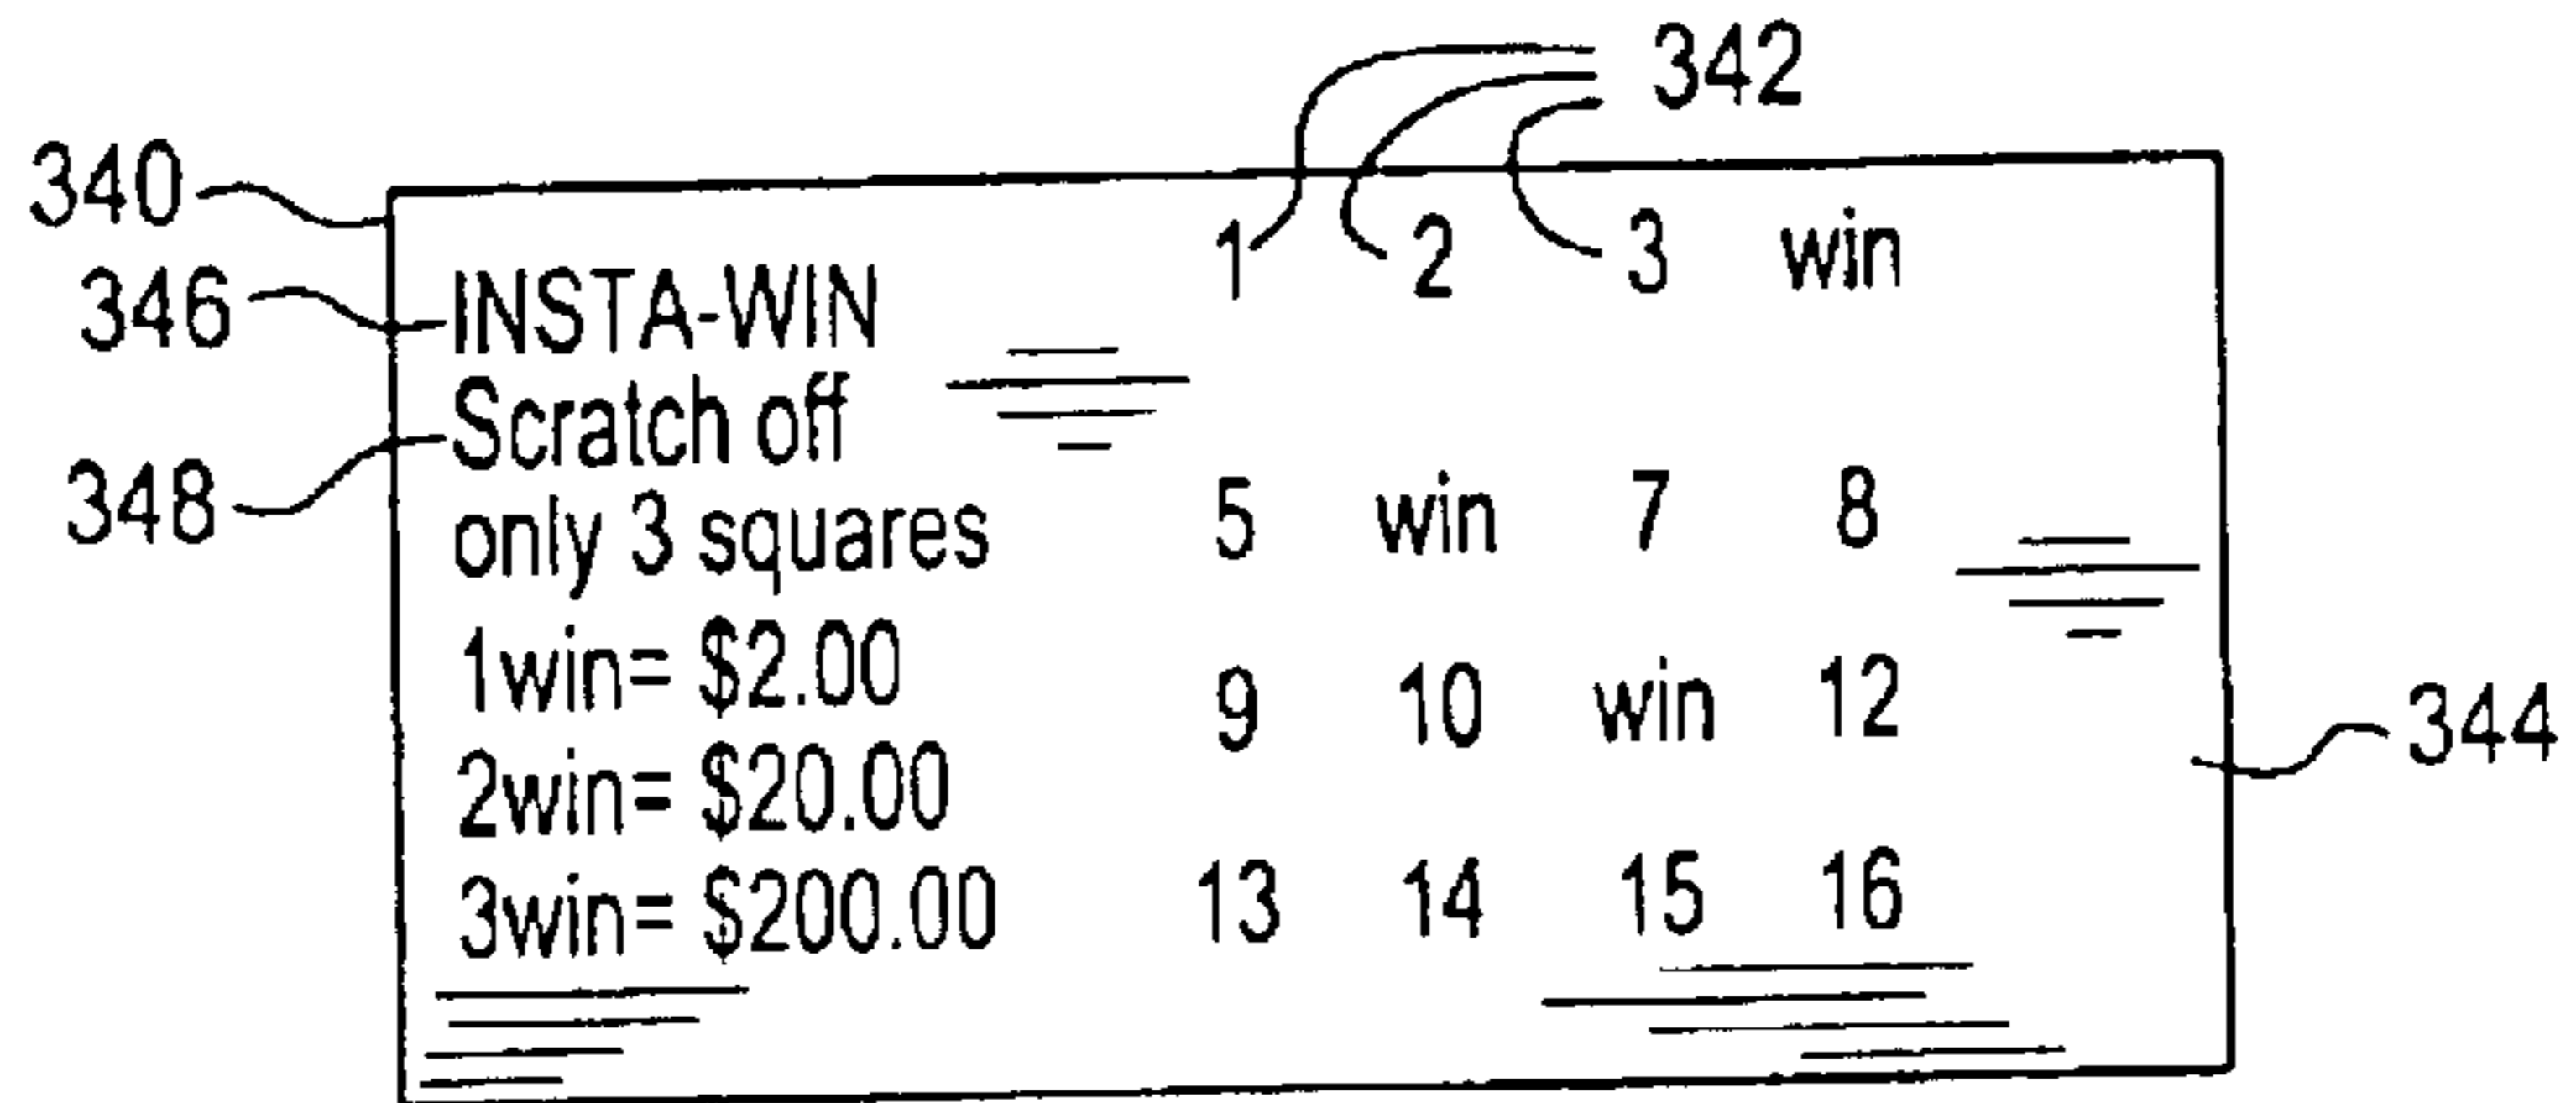 342
340
1 2 3 win
346
INSTA-WIN
Scratch off
348
only 3 squares
5 win 7 8
1win= $2.00
9 10 win 12
344
2win= $20.00
3win= $200.00
13 14 15 16